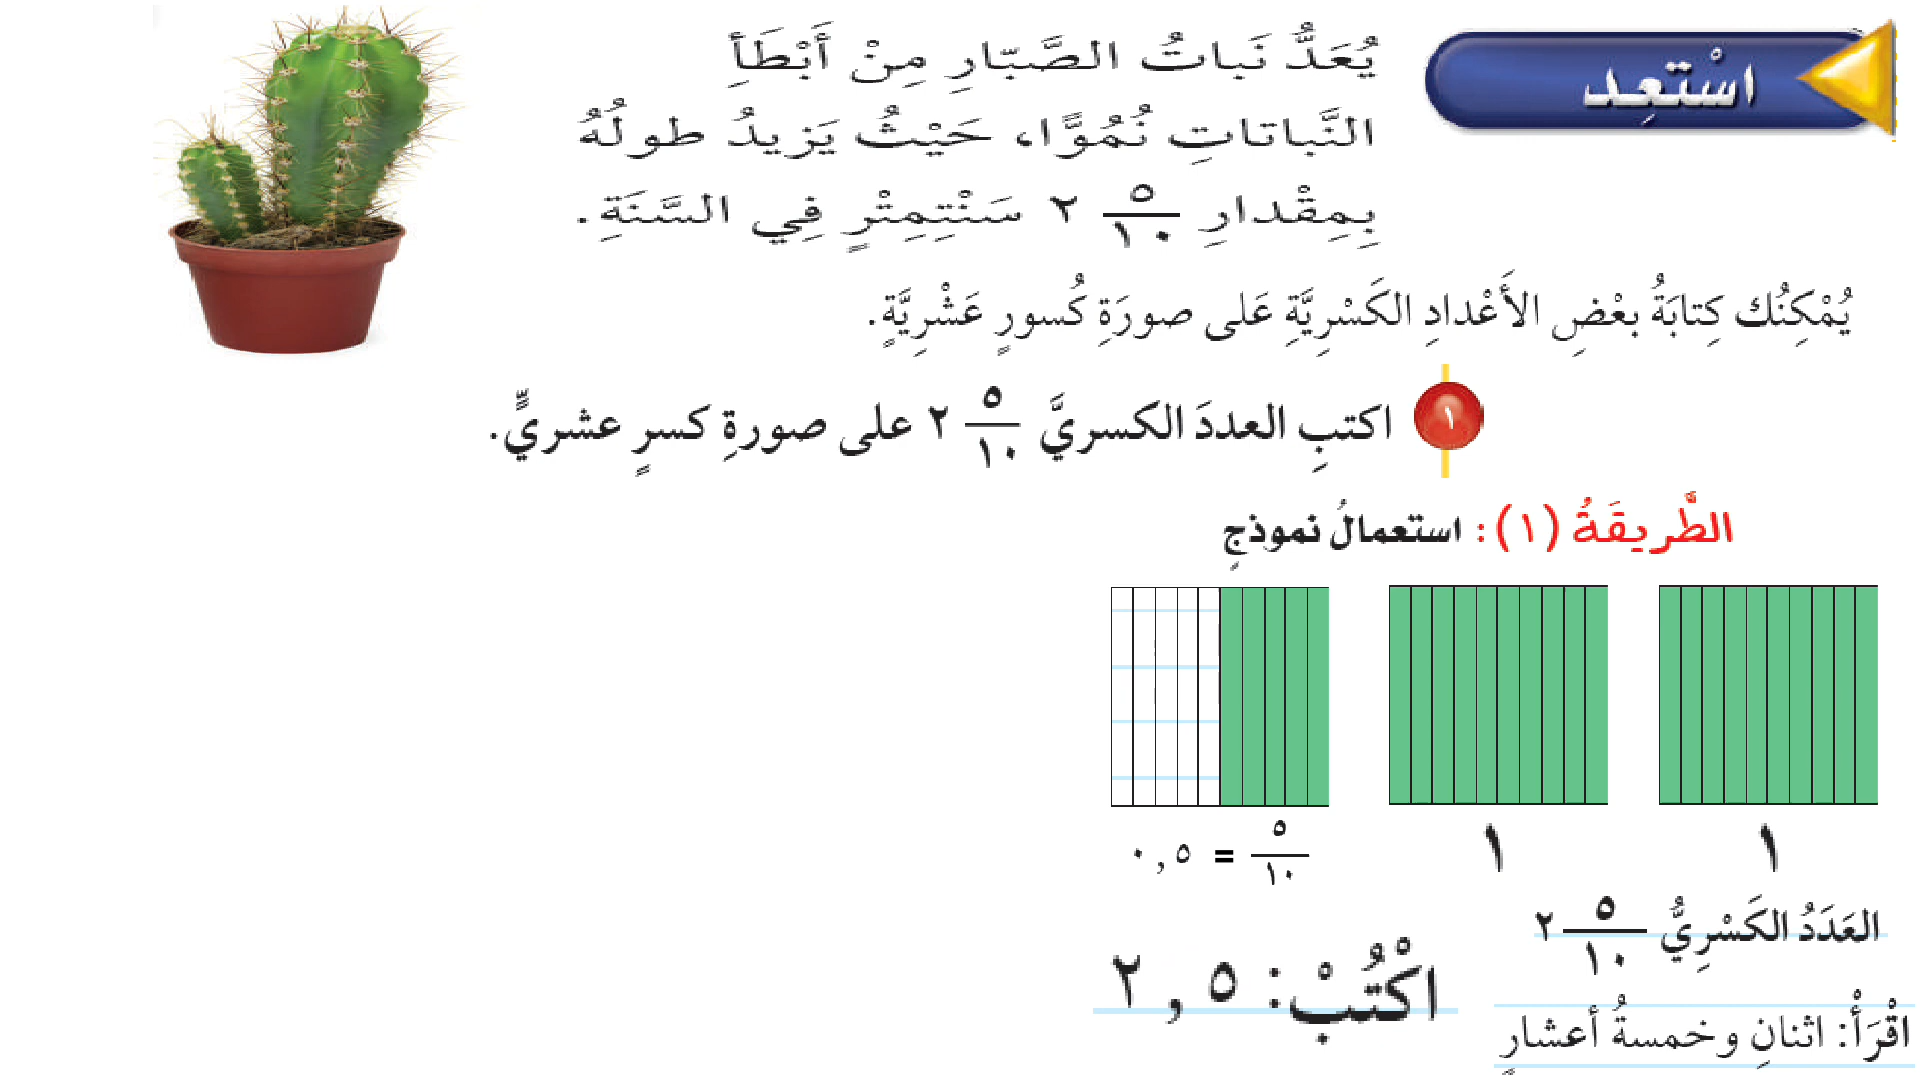 اسْتعِد
يُعَدُّ نَباتُ الصَّبّارِ مِنْ أَبْطَأِ
النَّباتاتِ نُمُوًّا، حَيْثُ يَزيدُ طولُهُ
بِمِقْدارِ ٥/١٠ ٢ سَنْتِمِتْرٍ فِي السَّنَةِ.
يُمْكِنُك كِتابَةُ بعْضِ الأَعْدادِ الكَسْرِيَّةِ عَلى صورَةِ كُسورٍ عَشْرِيَّةٍ.
١ اكتبِ العددَ الكسريَّ ٥/١٠ ٢ على صورةِ كسرٍ عشريٍّ.
الطَّريقَةُ (١): استعمالُ نموذجٍ
١
١
٥/١٠ = ٠,٥
العَدَدُ الكَسْرِيُّ ٥/١٠ ٢
اقْرَأْ: اثنانِ وخمسةُ أعشارٍ
اكْتُبْ: ٢,٥